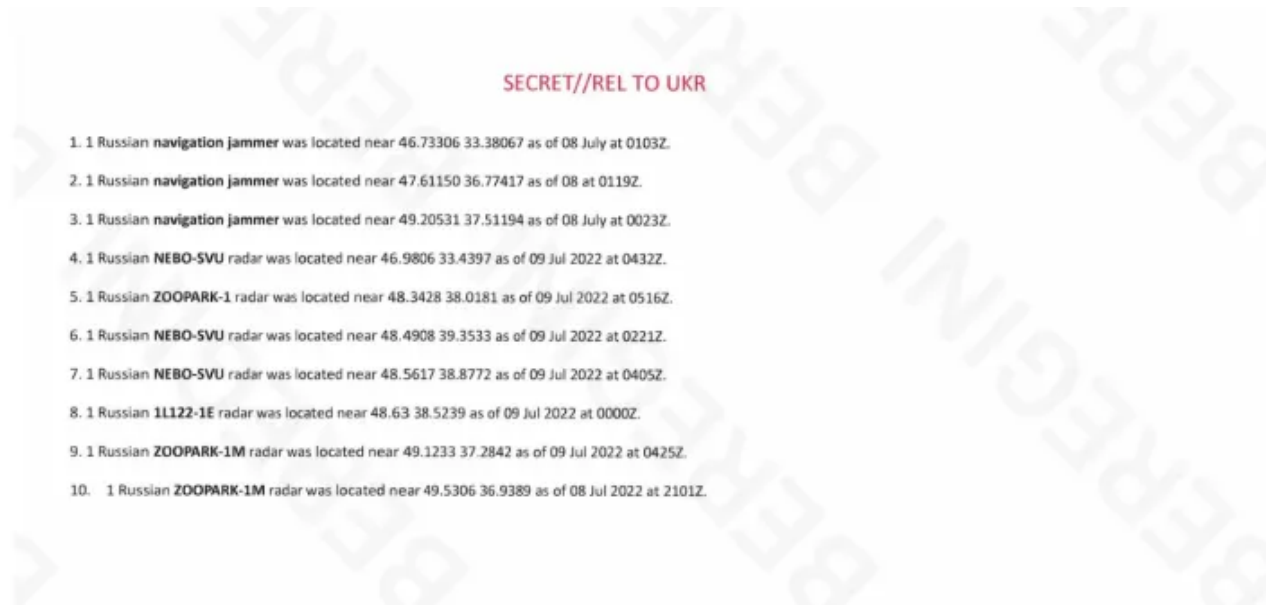 SECRET//REL TO UKR
1. 1 Russian navigation jammer was located near 46.73306 33.38067 as of 08 July at 0103Z.
2. 1 Russian navigation jammer was located near 47.61150 36.77417 as of 08 at 0119Z.
3. 1 Russian navigation jammer was located near 49.20531 37.51194 as of 08 July at 0023Z.
4. 1 Russian NEBO-SVU radar was located near 46.9806 33.4397 as of 09 Jul 2022 at 0432Z.
5. 1 Russian ZOOPARK-1 radar was located near 48.3428 38.0181 as of 09 Jul 2022 at 0516Z.
6. 1 Russian NEBO-SVU radar was located near 48.4908 39.3533 as of 09 Jul 2022 at 0221Z.
7. 1 Russian NEBO-SVU radar was located near 48.5617 38.8772 as of 09 Jul 2022 at 0405Z.
8. 1 Russian 1L122-1E radar was located near 48.63 38.5239 as of 09 Jul 2022 at 0000Z.
9. 1 Russian ZOOPARK-1M radar was located near 49.1233 37.2842 as of 09 Jul 2022 at 0425Z.
10. 1 Russian ZOOPARK-1M radar was located near 49.5306 36.9389 as of 08 Jul 2022 at 2101Z.
BEREGINI